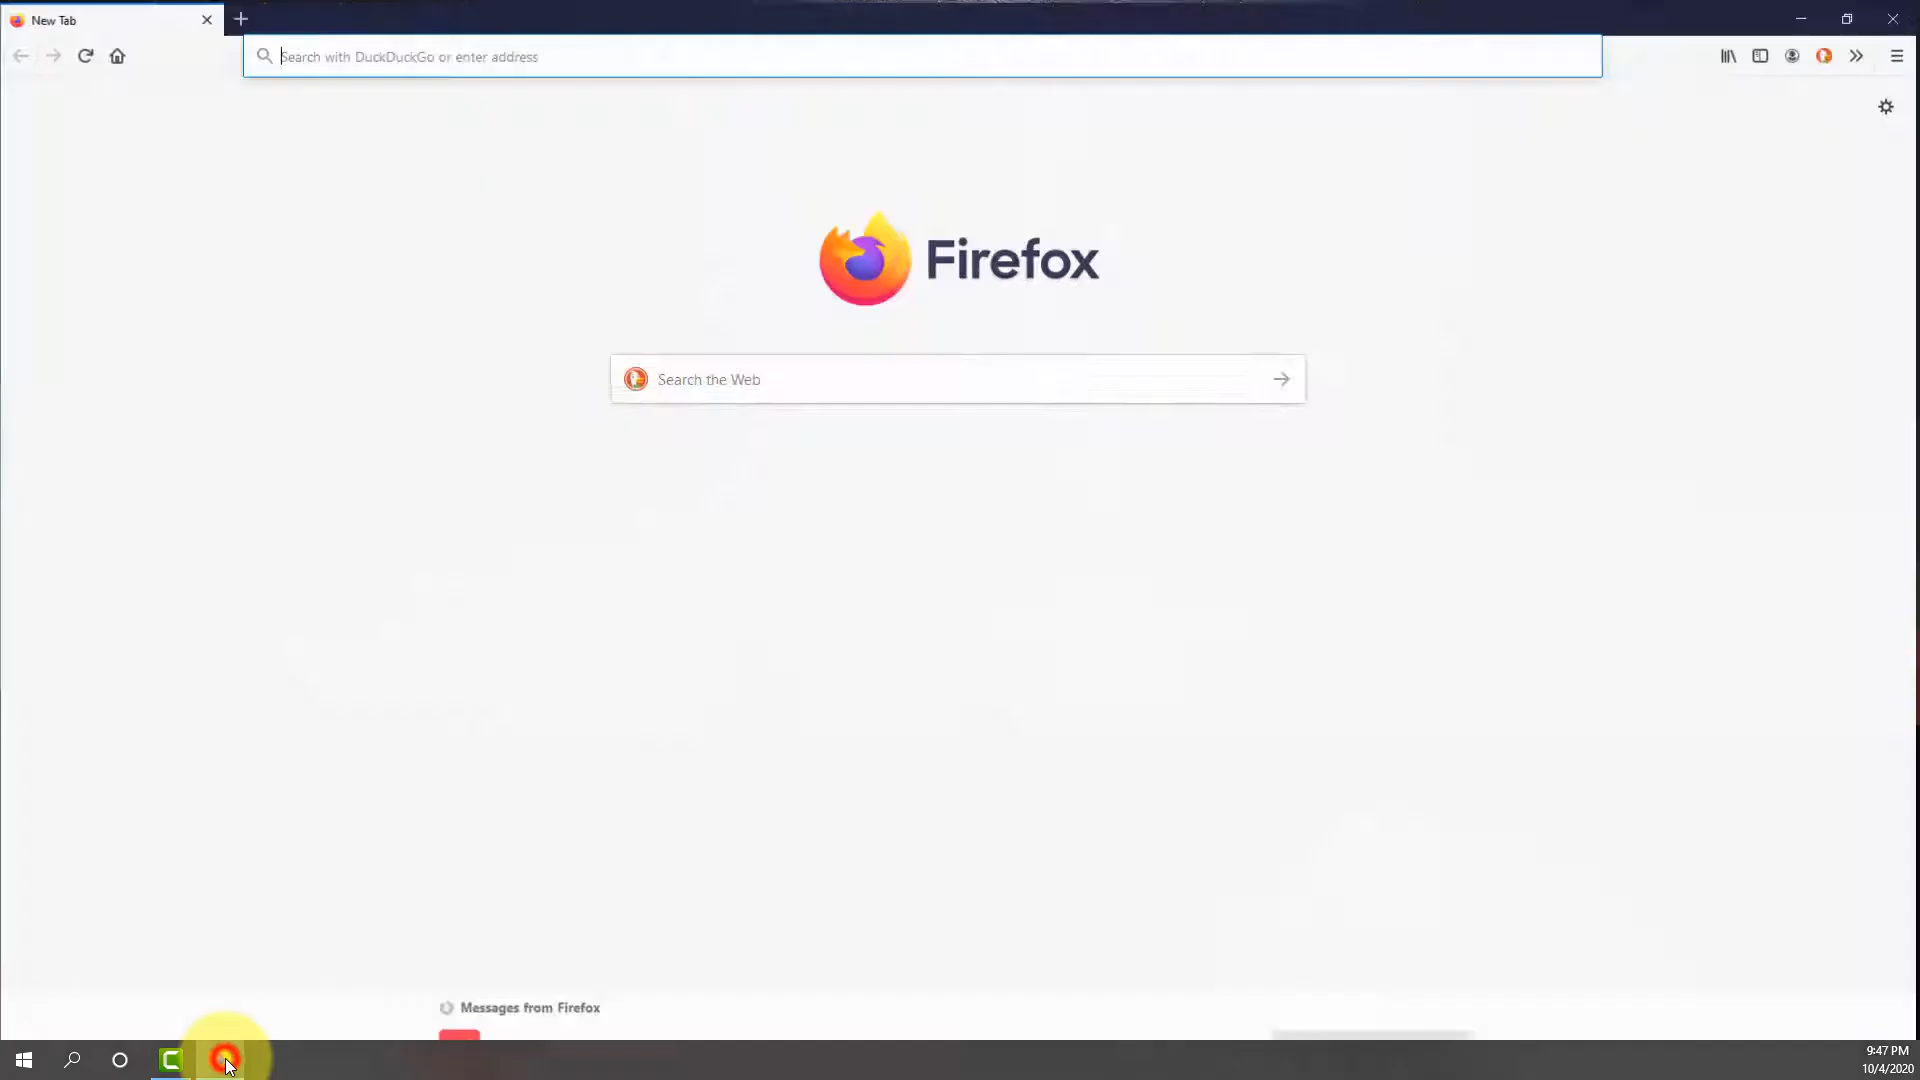 New Tab
Search with DuckDuckGo or enter address
Firefox
Search the Web
Messages from Firefox
9:47 PM
10/4/2020